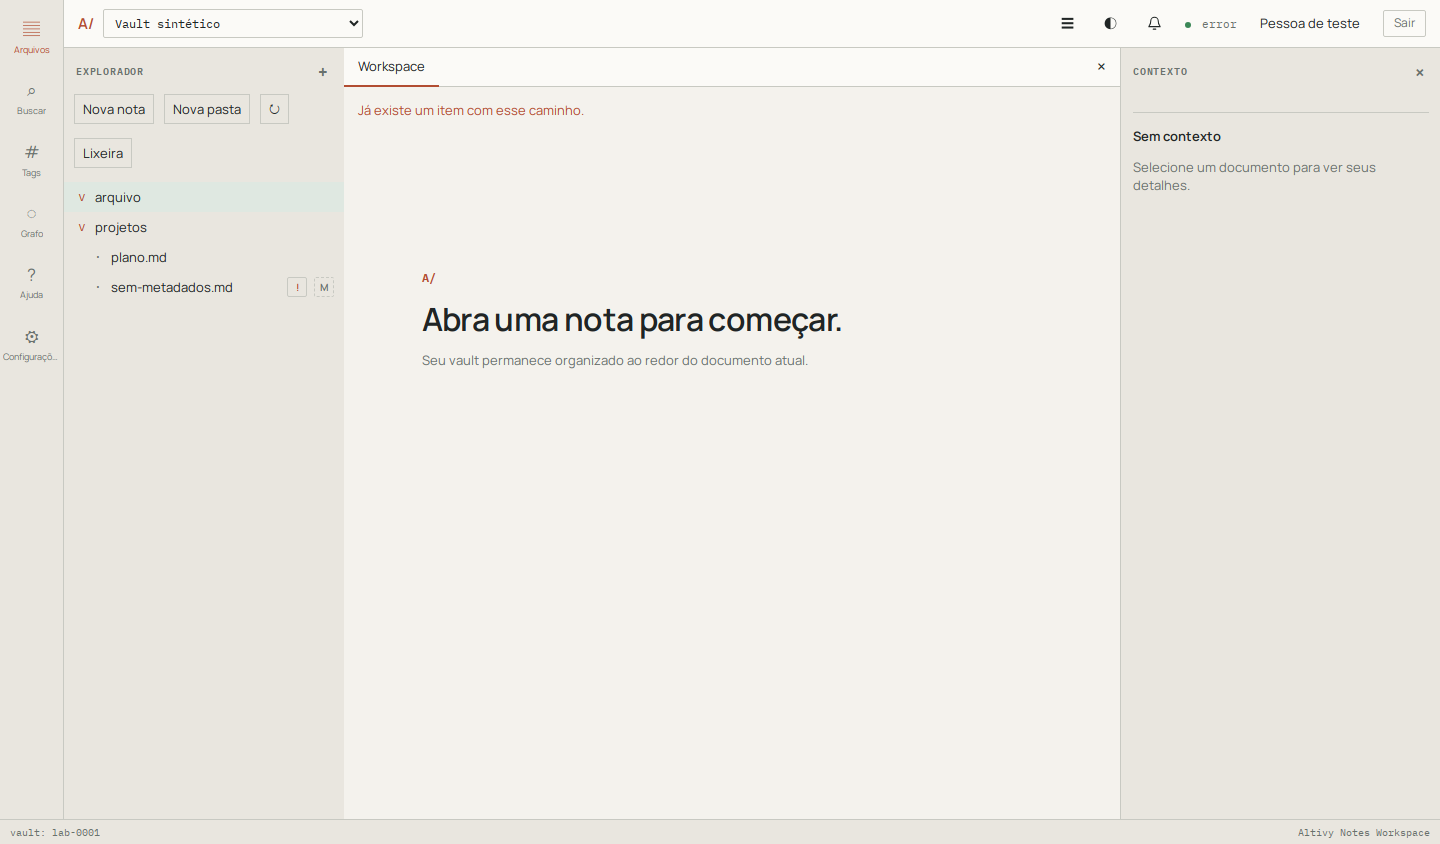 Arquivos
Buscar
#
Tags
Grafo
?
Ajuda
Configuraçõ…
A/
Vault sintético
error
Pessoa de teste
Sair
EXPLORADOR
+
Nova nota
Nova pasta
Lixeira
v arquivo
v projetos
· plano.md
· sem-metadados.md ! M
Workspace ×
Já existe um item com esse caminho.
A/
Abra uma nota para começar.
Seu vault permanece organizado ao redor do documento atual.
CONTEXTO ×
Sem contexto
Selecione um documento para ver seus
detalhes.
vault: lab-0001
Altivy Notes Workspace